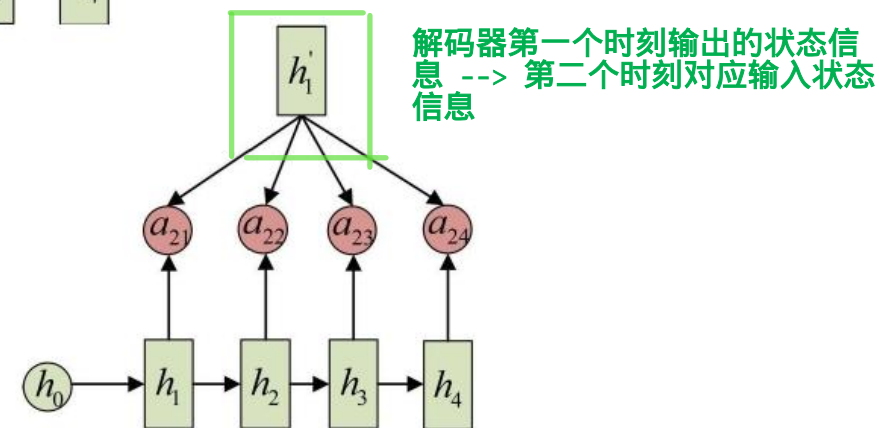 h'₁
解码器第一个时刻输出的状态信
息 --> 第二个时刻对应输入状态
信息
a₂₁ a₂₂ a₂₃ a₂₄
h₀ h₁ h₂ h₃ h₄